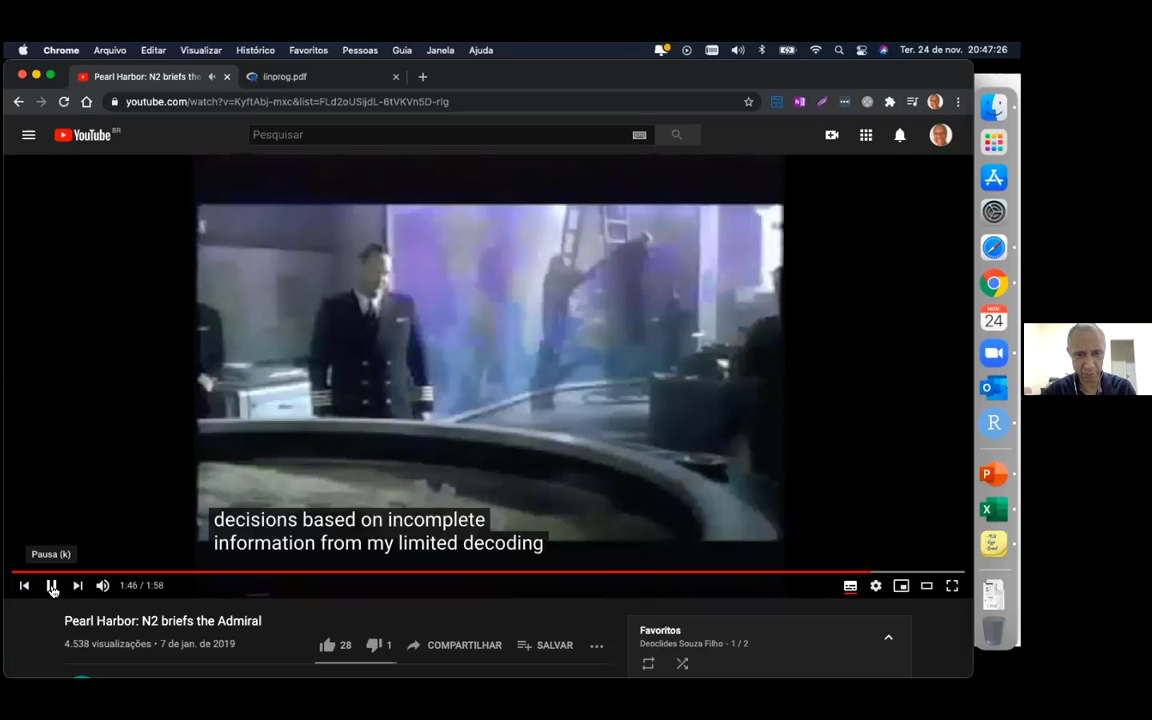 Chrome Arquivo Editar Visualizar Histórico Favoritos Pessoas Guia Janela Ajuda Ter. 24 de nov. 20:47:26
Pearl Harbor: N2 briefs the linprog.pdf
youtube.com/watch?v=KyftAbj-mxc&list=FLd2oUSijdL-6tVKVn5D-rlg
YouTube BR Pesquisar
NOV
24
decisions based on incomplete
information from my limited decoding
Pausa (k)
1:46 / 1:58
Pearl Harbor: N2 briefs the Admiral
4.538 visualizações • 7 de jan. de 2019
28 1 COMPARTILHAR SALVAR
Favoritos
Deoclides Souza Filho - 1 / 2